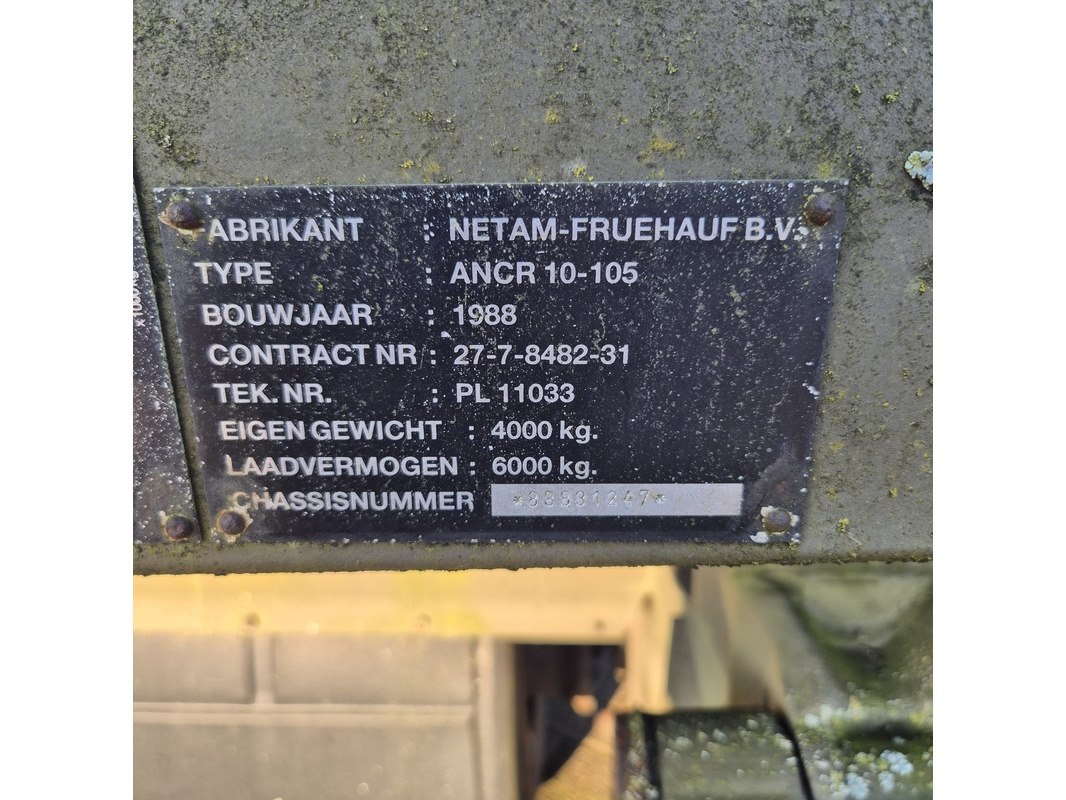 FABRIKANT : NETAM-FRUEHAUF B.V.
TYPE : ANCR 10-105
BOUWJAAR : 1988
CONTRACT NR : 27-7-8482-31
TEK. NR. : PL 11033
EIGEN GEWICHT : 4000 kg.
LAADVERMOGEN : 6000 kg.
CHASSISNUMMER